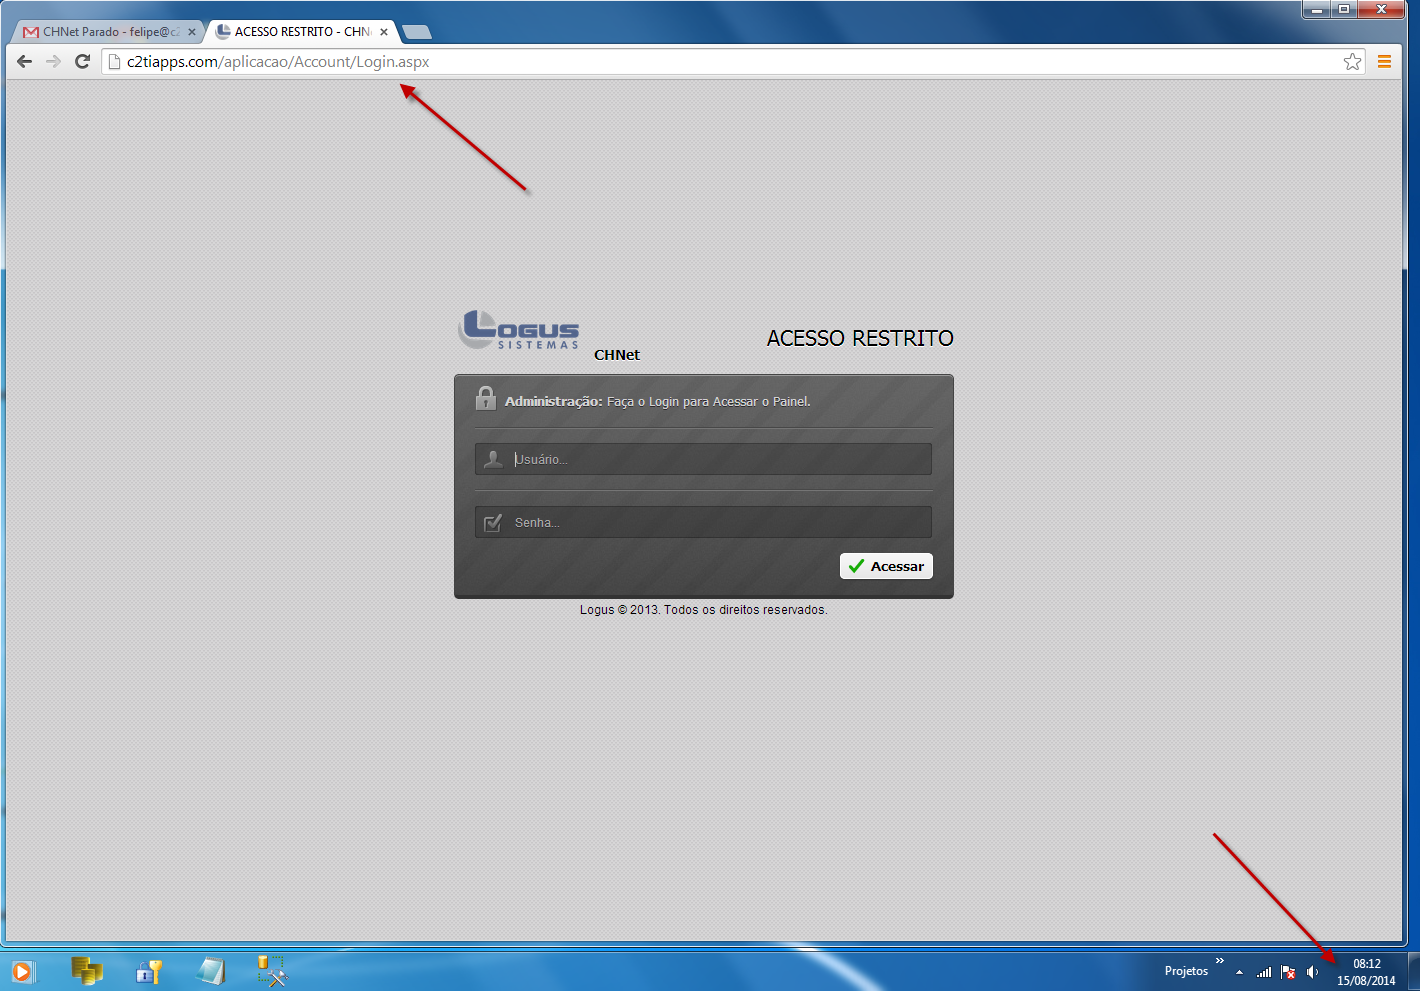 CHNet Parado - felipe@c2
ACESSO RESTRITO - CHN
c2tiapps.com/aplicacao/Account/Login.aspx
LOGUS
SISTEMAS
CHNet
ACESSO RESTRITO
Administração: Faça o Login para Acessar o Painel.
Usuário...
Senha...
Acessar
Logus © 2013. Todos os direitos reservados.
Projetos
08:12
15/08/2014